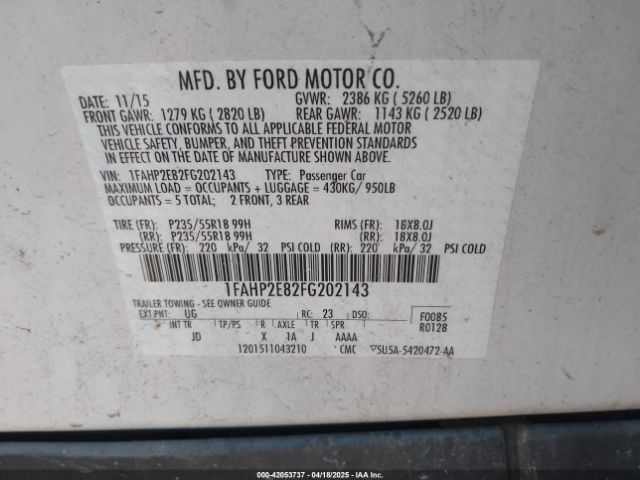 MFD. BY FORD MOTOR CO.
DATE: 11/15 GVWR: 2386 KG ( 5260 LB)
FRONT GAWR: 1279 KG ( 2820 LB) REAR GAWR: 1143 KG ( 2520 LB)
THIS VEHICLE CONFORMS TO ALL APPLICABLE FEDERAL MOTOR
VEHICLE SAFETY, BUMPER, AND THEFT PREVENTION STANDARDS
IN EFFECT ON THE DATE OF MANUFACTURE SHOWN ABOVE.
VIN: 1FAHP2E82FG202143 TYPE: Passenger Car
MAXIMUM LOAD = OCCUPANTS + LUGGAGE = 430KG/ 950LB
OCCUPANTS = 5 TOTAL; 2 FRONT, 3 REAR
TIRE (FR): P235/55R18 99H RIMS (FR): 18X8.0J
(RR): P235/55R18 99H (RR): 18X8.0J
PRESSURE (FR): 220 kPa/ 32 PSI COLD (RR): 220 kPa/ 32 PSI COLD
1FAHP2E82FG202143
TRAILER TOWING - SEE OWNER GUIDE
EXT PNT: UG RC: 23 DSO: F0085
INT TR TP/PS R AXLE TR SPR R0128
JD X 1A J
1201511043210 CMC ▽5U5A-5420472-AA
000-42053737 - 04/18/2025 - IAA Inc.